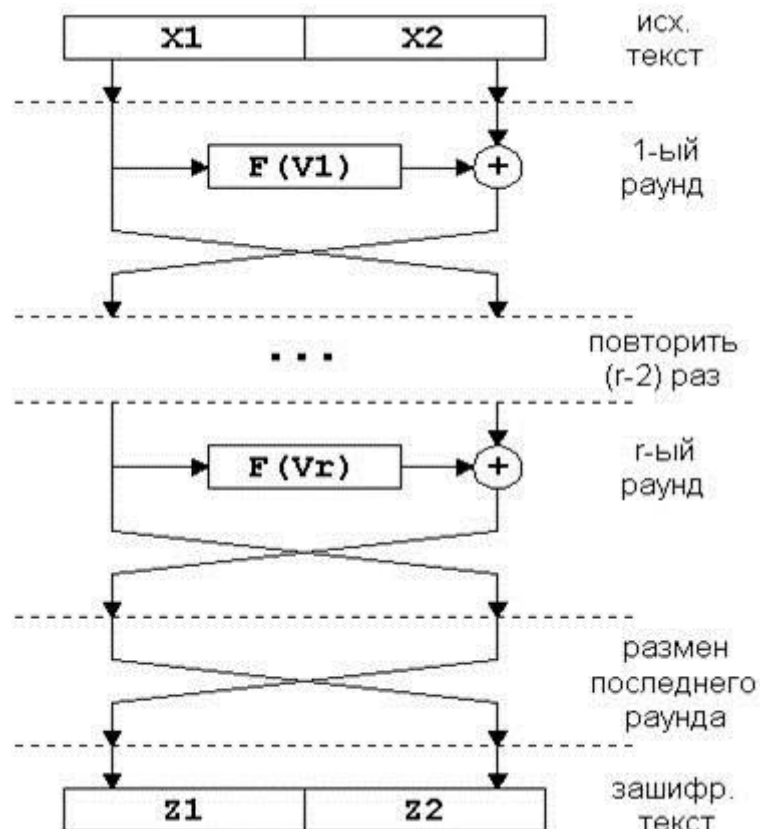 X1 X2
исх.
текст
F(V1) +
1-ый
раунд
...
повторить
(r-2) раз
F(Vr) +
r-ый
раунд
размен
последнего
раунда
Z1 Z2
зашифр.
текст